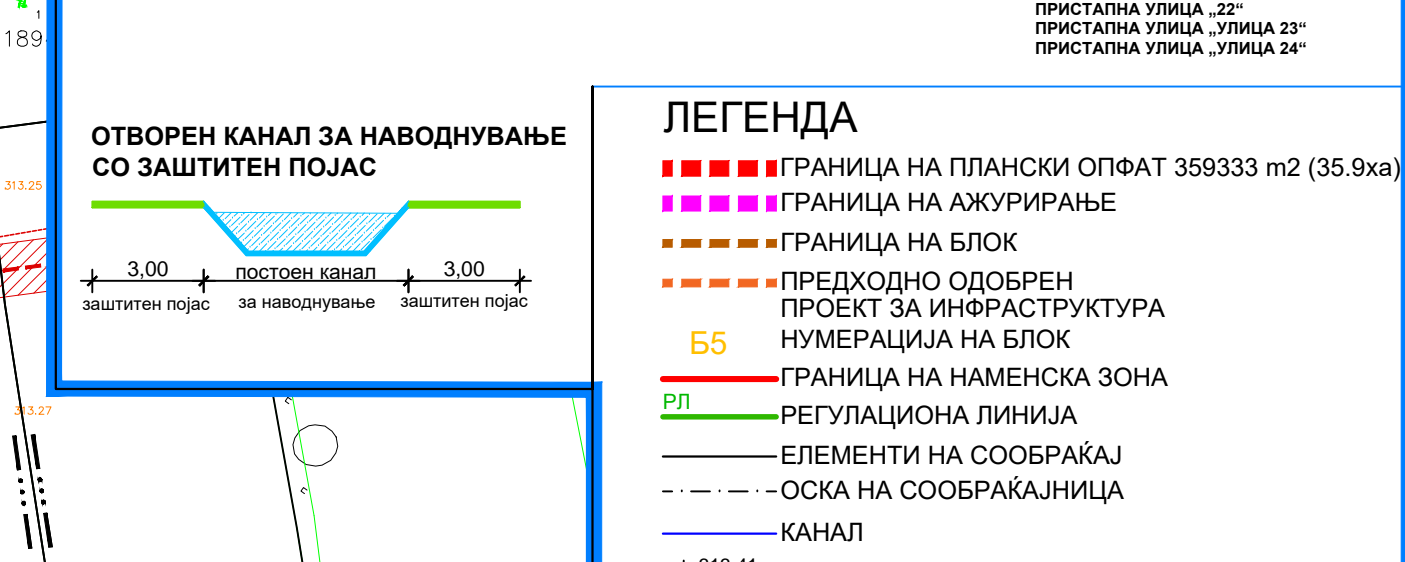 ПРИСТАПНА УЛИЦА „22“
ПРИСТАПНА УЛИЦА „УЛИЦА 23“
ПРИСТАПНА УЛИЦА „УЛИЦА 24“
1
189
313.25
313.27
ОТВОРЕН КАНАЛ ЗА НАВОДНУВАЊЕ
СО ЗАШТИТЕН ПОЈАС
3,00 постоен канал 3,00
заштитен појас за наводнување заштитен појас
ЛЕГЕНДА
ГРАНИЦА НА ПЛАНСКИ ОПФАТ 359333 m2 (35.9ха)
ГРАНИЦА НА АЖУРИРАЊЕ
ГРАНИЦА НА БЛОК
ПРЕДХОДНО ОДОБРЕН
ПРОЕКТ ЗА ИНФРАСТРУКТУРА
Б5 НУМЕРАЦИЈА НА БЛОК
ГРАНИЦА НА НАМЕНСКА ЗОНА
РЛ
РЕГУЛАЦИОНА ЛИНИЈА
ЕЛЕМЕНТИ НА СООБРАЌАЈ
ОСКА НА СООБРАЌАЈНИЦА
КАНАЛ